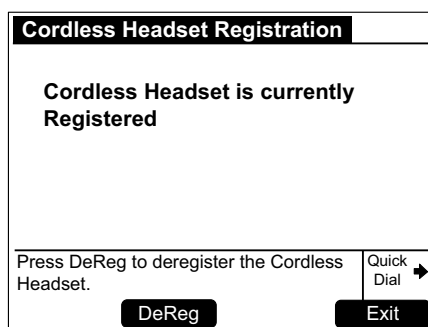 Cordless Headset Registration
Cordless Headset is currently
Registered
Press DeReg to deregister the Cordless
Headset.
Quick
Dial
DeReg
Exit